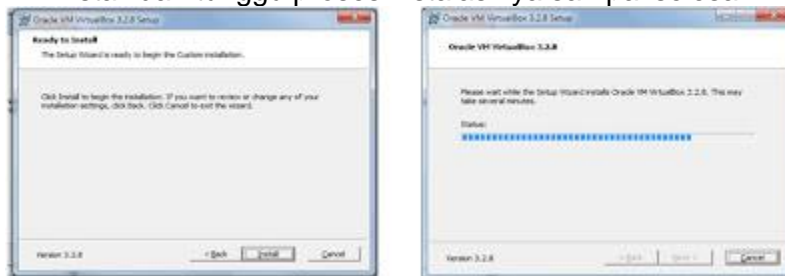 tunggu proses
Oracle VM VirtualBox 3.2.8 Setup
Ready to Install
The Setup Wizard is ready to begin the Custom installation.
Click Install to begin the installation. If you want to review or change any of your
installation settings, click Back. Click Cancel to exit the wizard.
Version 3.2.8
< Back
Install
Cancel
Oracle VM VirtualBox 3.2.8 Setup
Oracle VM VirtualBox 3.2.8
Please wait while the Setup Wizard installs Oracle VM VirtualBox 3.2.8. This may
take several minutes.
Status:
Version 3.2.8
< Back
Next >
Cancel